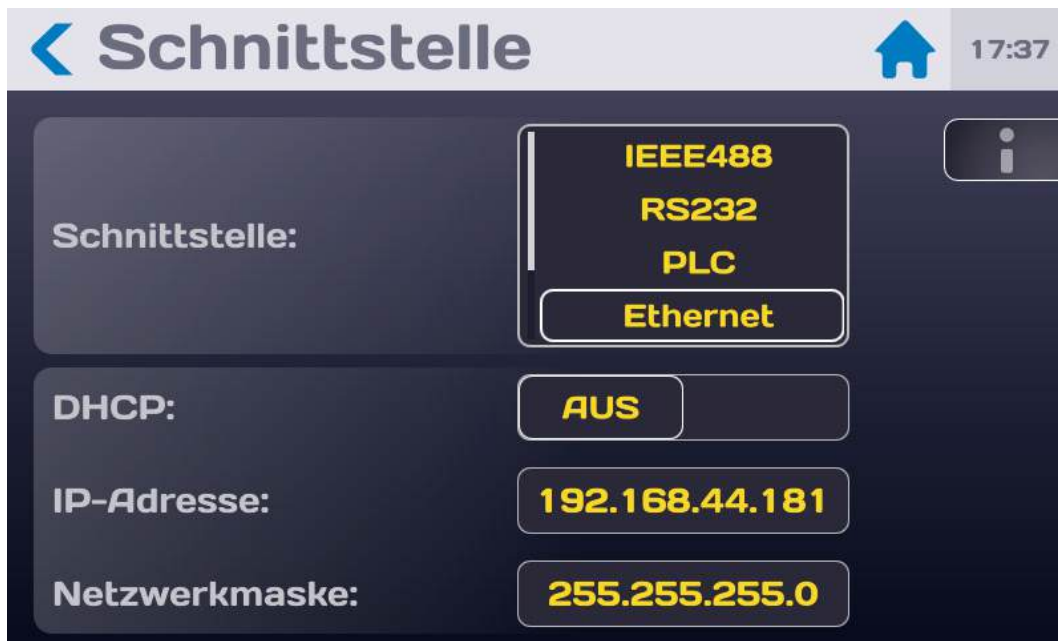 Schnittstelle
17:37
Schnittstelle:
IEEE488
RS232
PLC
Ethernet
DHCP:
AUS
IP-Adresse:
192.168.44.181
Netzwerkmaske:
255.255.255.0